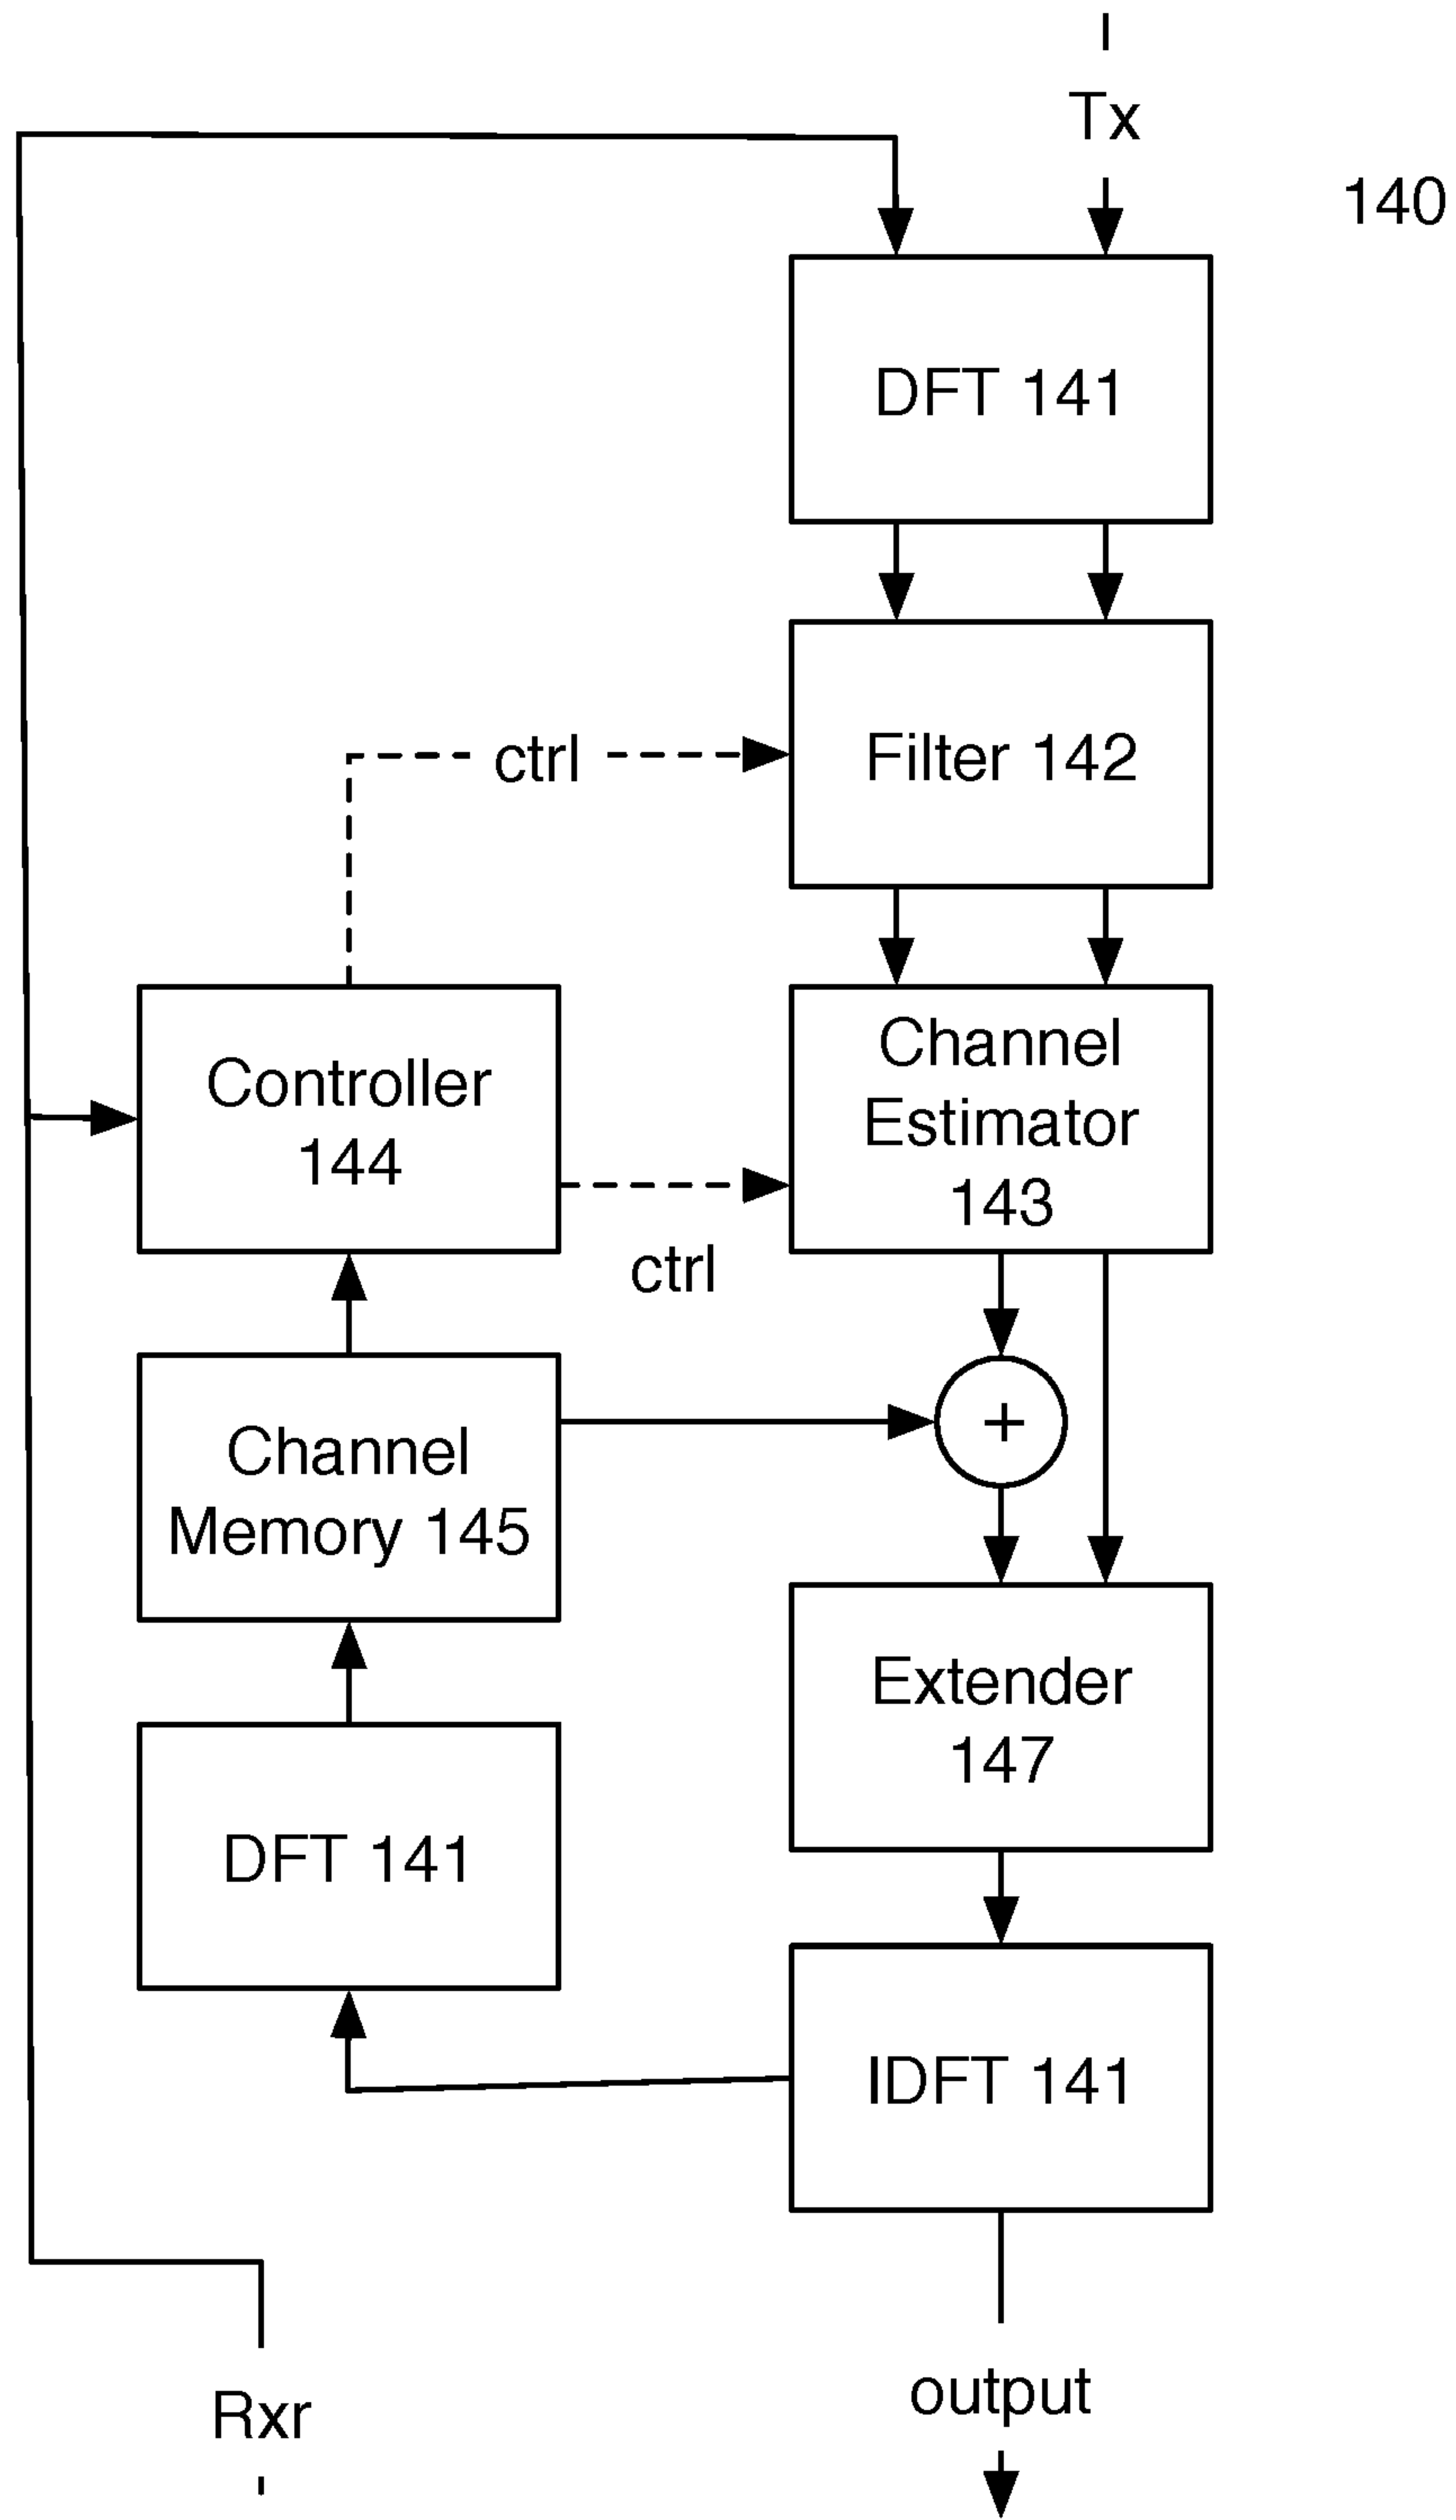 Tx
140
DFT 141
ctrl
Filter 142
Controller
144
Channel
Estimator
143
ctrl
+
Channel
Memory 145
Extender
147
DFT 141
IDFT 141
Rxr
output